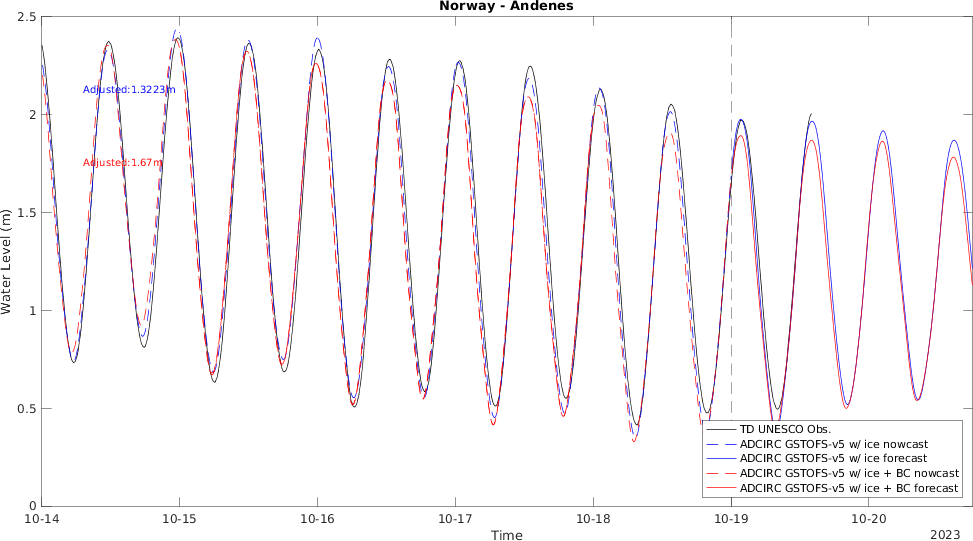 Norway - Andenes
2.5
2
1.5
1
0.5
0
Water Level (m)
Adjusted:1.3223m
Adjusted:1.67m
TD UNESCO Obs.
ADCIRC GSTOFS-v5 w/ ice nowcast
ADCIRC GSTOFS-v5 w/ ice forecast
ADCIRC GSTOFS-v5 w/ ice + BC nowcast
ADCIRC GSTOFS-v5 w/ ice + BC forecast
10-14 10-15 10-16 10-17 10-18 10-19 10-20
Time
2023